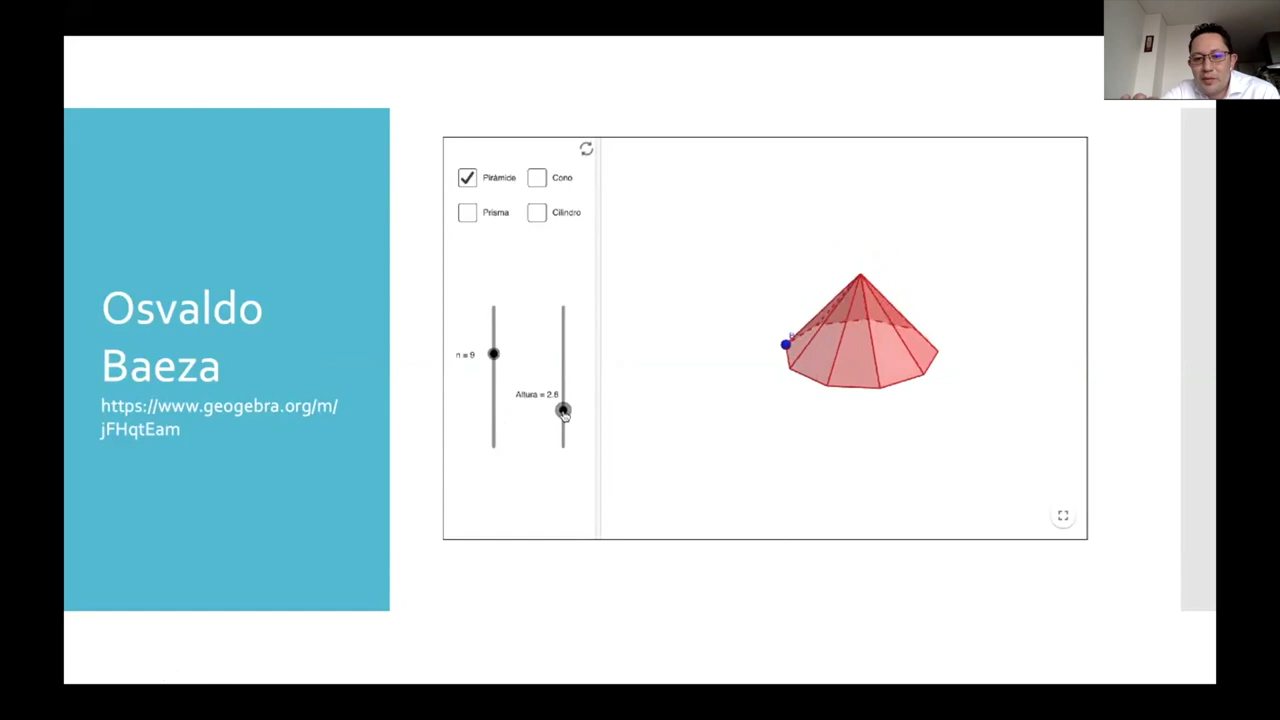 Osvaldo
Baeza
https://www.geogebra.org/m/
jFHqtEam
Pirámide
Cono
Prisma
Cilindro
n = 9
Altura = 2.8